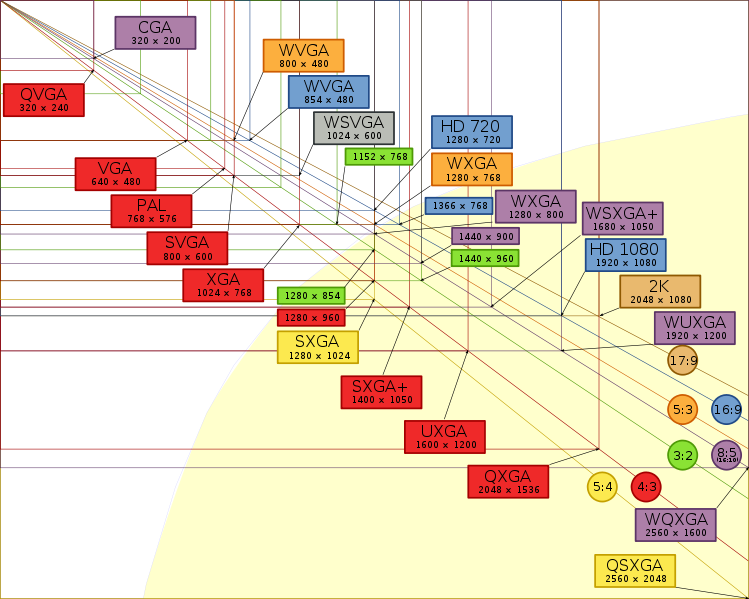 CGA
320 × 200
QVGA
320 × 240
WVGA
800 × 480
WVGA
854 × 480
WSVGA
1024 × 600
HD 720
1280 × 720
1152 × 768
VGA
640 × 480
WXGA
1280 × 768
PAL
768 × 576
1366 × 768
WXGA
1280 × 800
WSXGA+
1680 × 1050
SVGA
800 × 600
1440 × 900
HD 1080
1920 × 1080
1440 × 960
XGA
1024 × 768
1280 × 854
2K
2048 × 1080
1280 × 960
WUXGA
1920 × 1200
SXGA
1280 × 1024
17:9
SXGA+
1400 × 1050
5:3
16:9
UXGA
1600 × 1200
3:2
8:5
(16:10)
QXGA
2048 × 1536
5:4
4:3
WQXGA
2560 × 1600
QSXGA
2560 × 2048